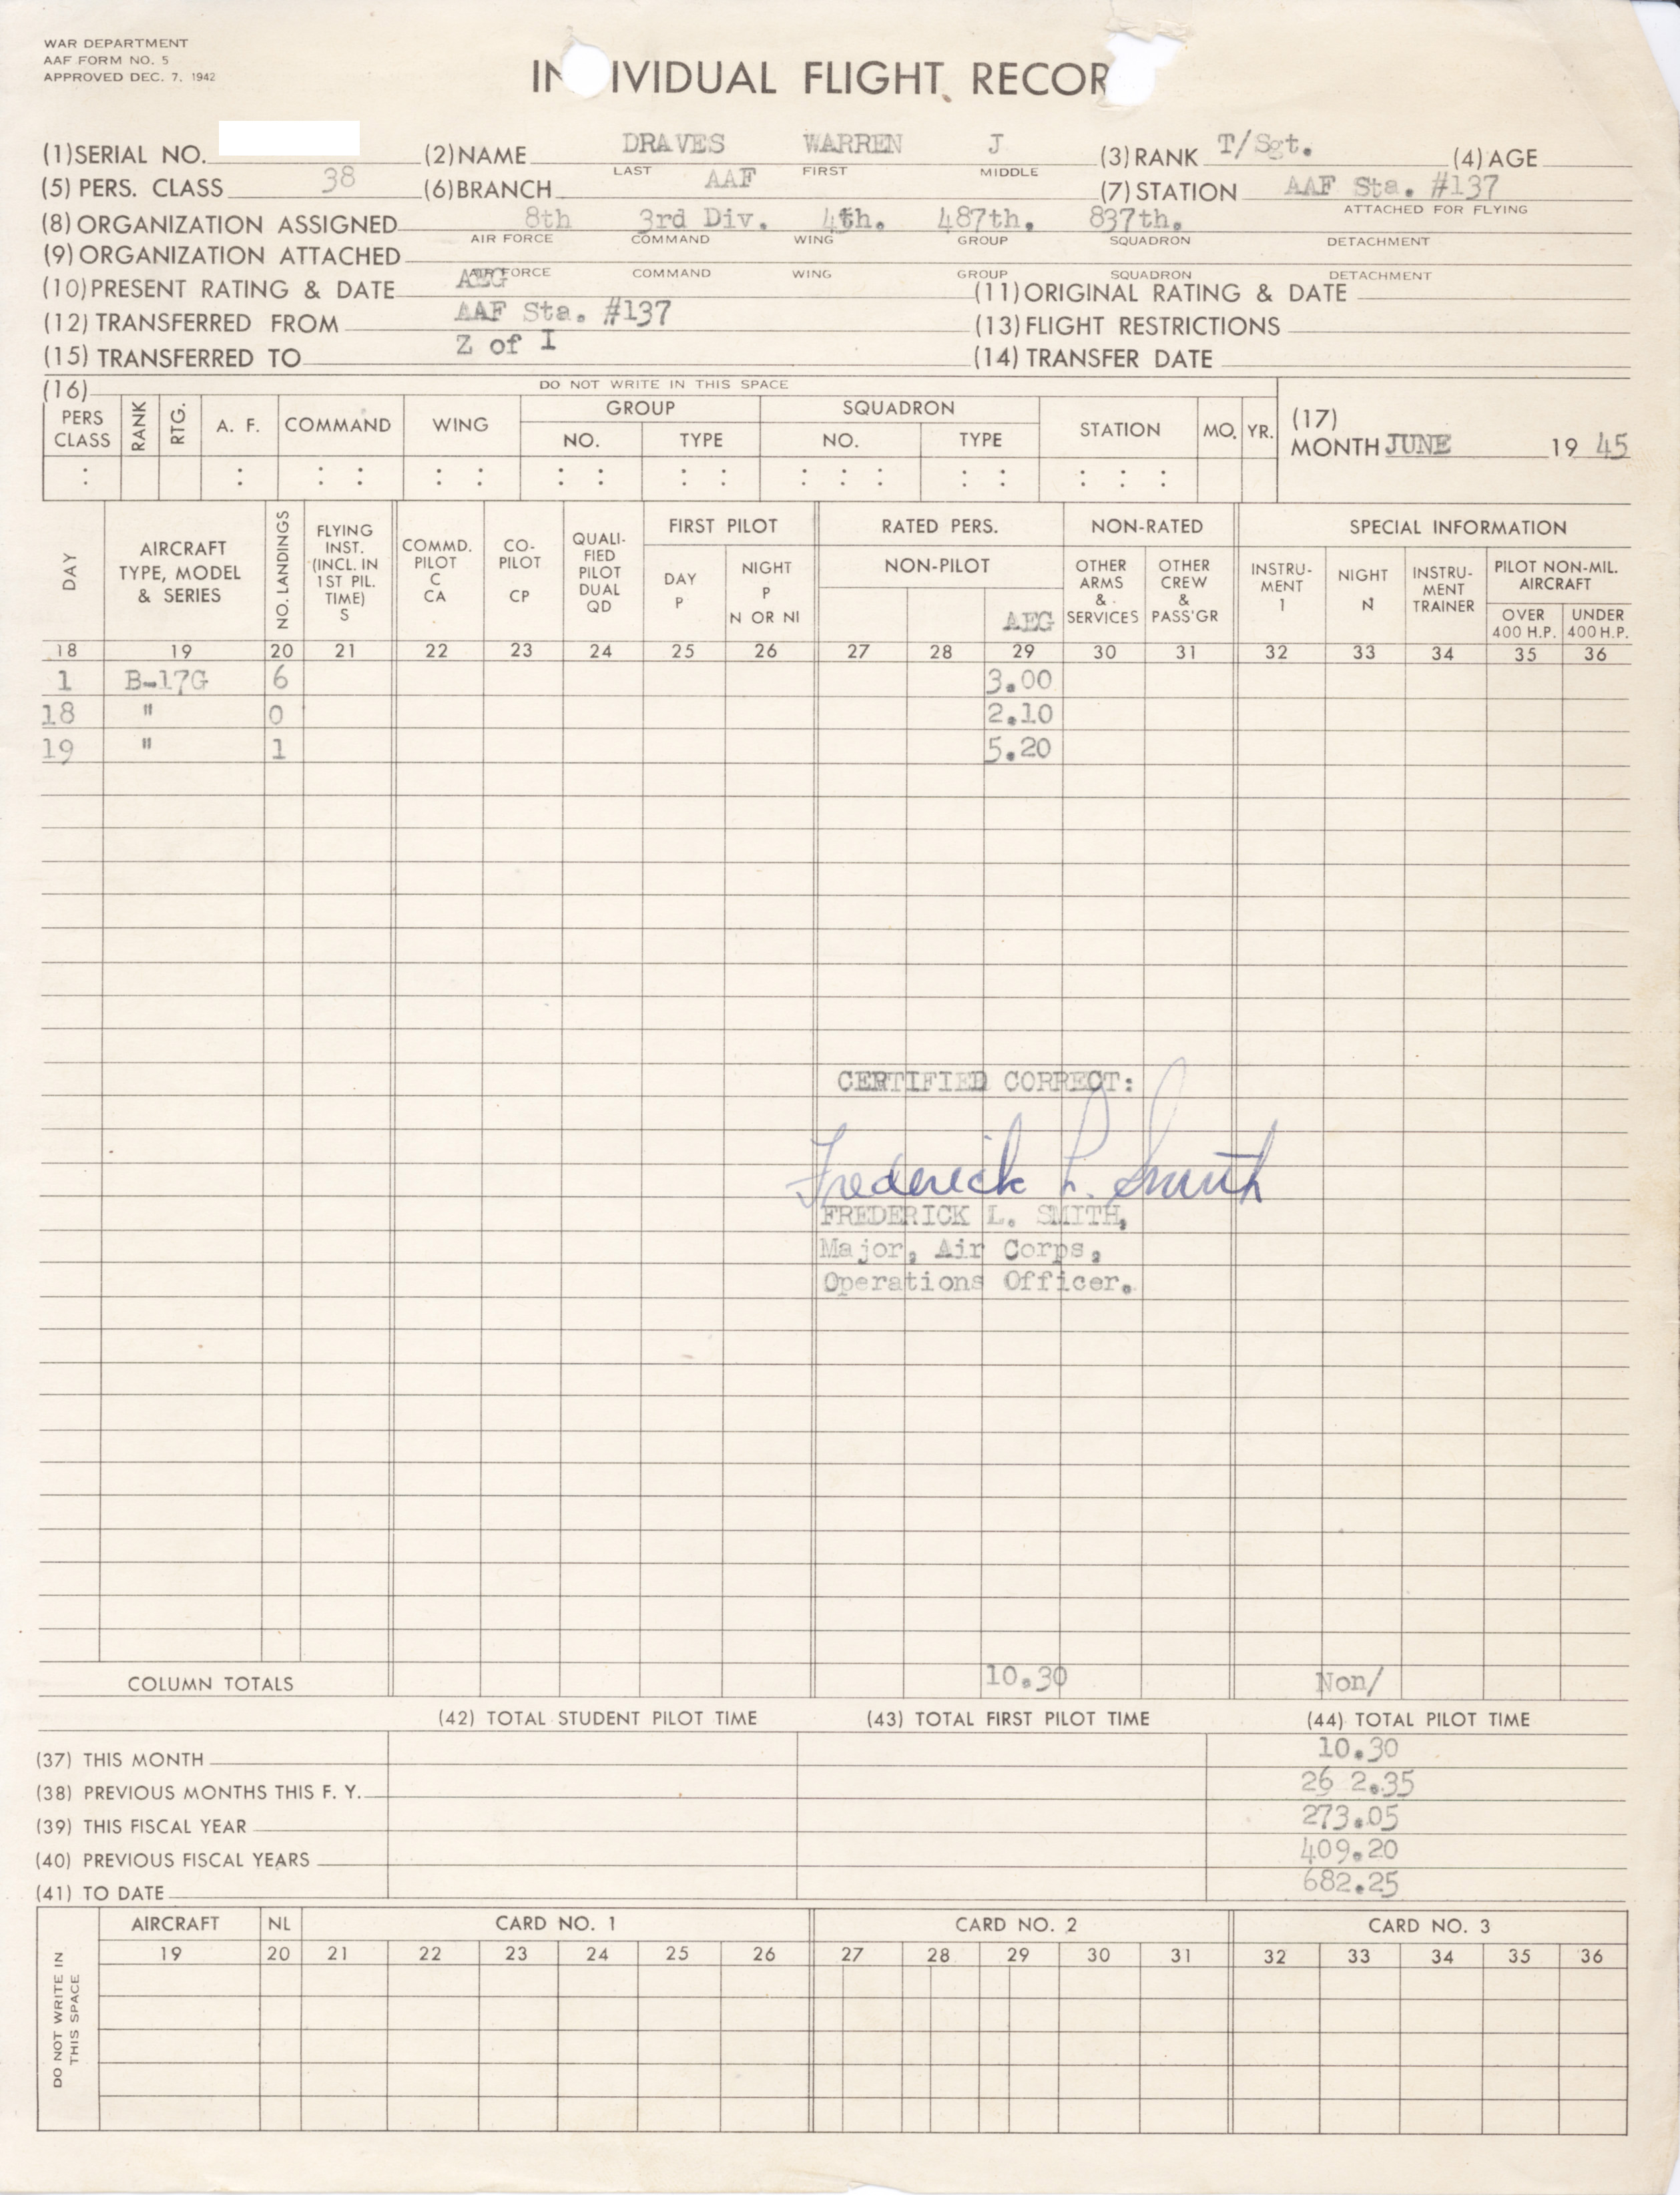 WAR DEPARTMENT
AAF FORM NO. 5
APPROVED DEC. 7, 1942
IN IVIDUAL FLIGHT RECOR
(1) SERIAL NO. (2) NAME DRAVES WARREN J (3) RANK T/Sgt. (4) AGE
LAST FIRST MIDDLE
(5) PERS. CLASS 38 (6) BRANCH AAF (7) STATION AAF Sta. #137
ATTACHED FOR FLYING
(8) ORGANIZATION ASSIGNED 8th 3rd Div. 4th. 487th. 837th.
AIR FORCE COMMAND WING GROUP SQUADRON DETACHMENT
(9) ORGANIZATION ATTACHED
AIR FORCE COMMAND WING GROUP SQUADRON DETACHMENT
(10) PRESENT RATING & DATE AEG (11) ORIGINAL RATING & DATE
(12) TRANSFERRED FROM AAF Sta. #137 (13) FLIGHT RESTRICTIONS
(15) TRANSFERRED TO Z of I (14) TRANSFER DATE
(16) DO NOT WRITE IN THIS SPACE
PERS CLASS RANK RTG. A. F. COMMAND WING GROUP SQUADRON STATION MO. YR. (17)
NO. TYPE NO. TYPE
MONTH JUNE 19 45
DAY AIRCRAFT TYPE, MODEL & SERIES NO. LANDINGS FLYING INST. (INCL. IN 1ST PIL. TIME) S COMMD. PILOT C CA CO-PILOT CP QUALI-FIED PILOT DUAL QD FIRST PILOT RATED PERS. NON-RATED SPECIAL INFORMATION
DAY P NIGHT P N OR NI NON-PILOT AEG OTHER ARMS & SERVICES OTHER CREW & PASS'GR INSTRU-MENT I NIGHT N INSTRU-MENT TRAINER PILOT NON-MIL. AIRCRAFT
OVER 400 H.P. UNDER 400 H.P.
18 19 20 21 22 23 24 25 26 27 28 29 30 31 32 33 34 35 36
1 B-17G 6 3.00
18 " 0 2.10
19 " 1 5.20
CERTIFIED CORRECT:
Frederick L. Smith
FREDERICK L. SMITH,
Major, Air Corps,
Operations Officer.
COLUMN TOTALS 10.30 Non/
(42) TOTAL STUDENT PILOT TIME (43) TOTAL FIRST PILOT TIME (44) TOTAL PILOT TIME
(37) THIS MONTH 10.30
(38) PREVIOUS MONTHS THIS F. Y. 26 2.35
(39) THIS FISCAL YEAR 273.05
(40) PREVIOUS FISCAL YEARS 409.20
(41) TO DATE 682.25
DO NOT WRITE IN THIS SPACE
AIRCRAFT NL CARD NO. 1 CARD NO. 2 CARD NO. 3
19 20 21 22 23 24 25 26 27 28 29 30 31 32 33 34 35 36